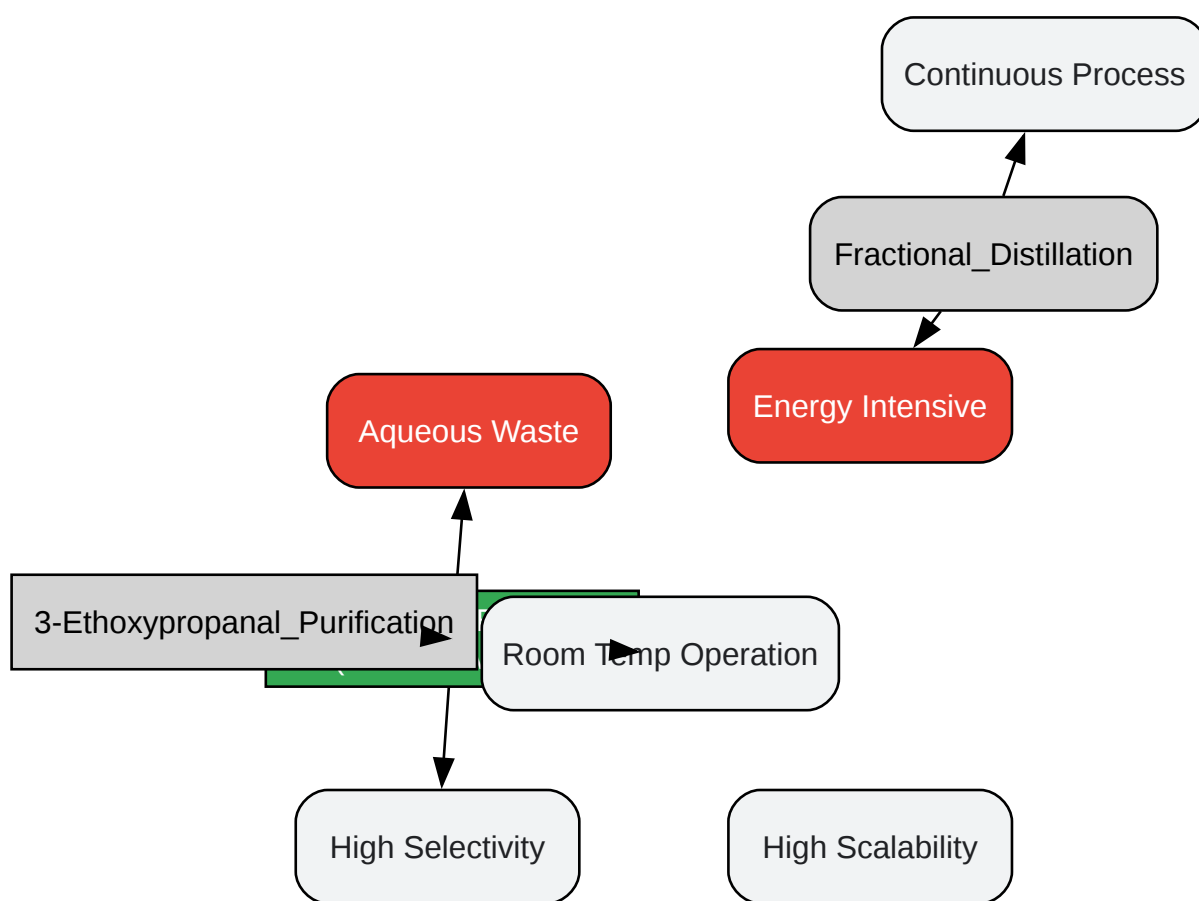 Continuous Process
Fractional_Distillation
Energy Intensive
Aqueous Waste
3-Ethoxypropanal_Purification
Room Temp Operation
High Selectivity
High Scalability